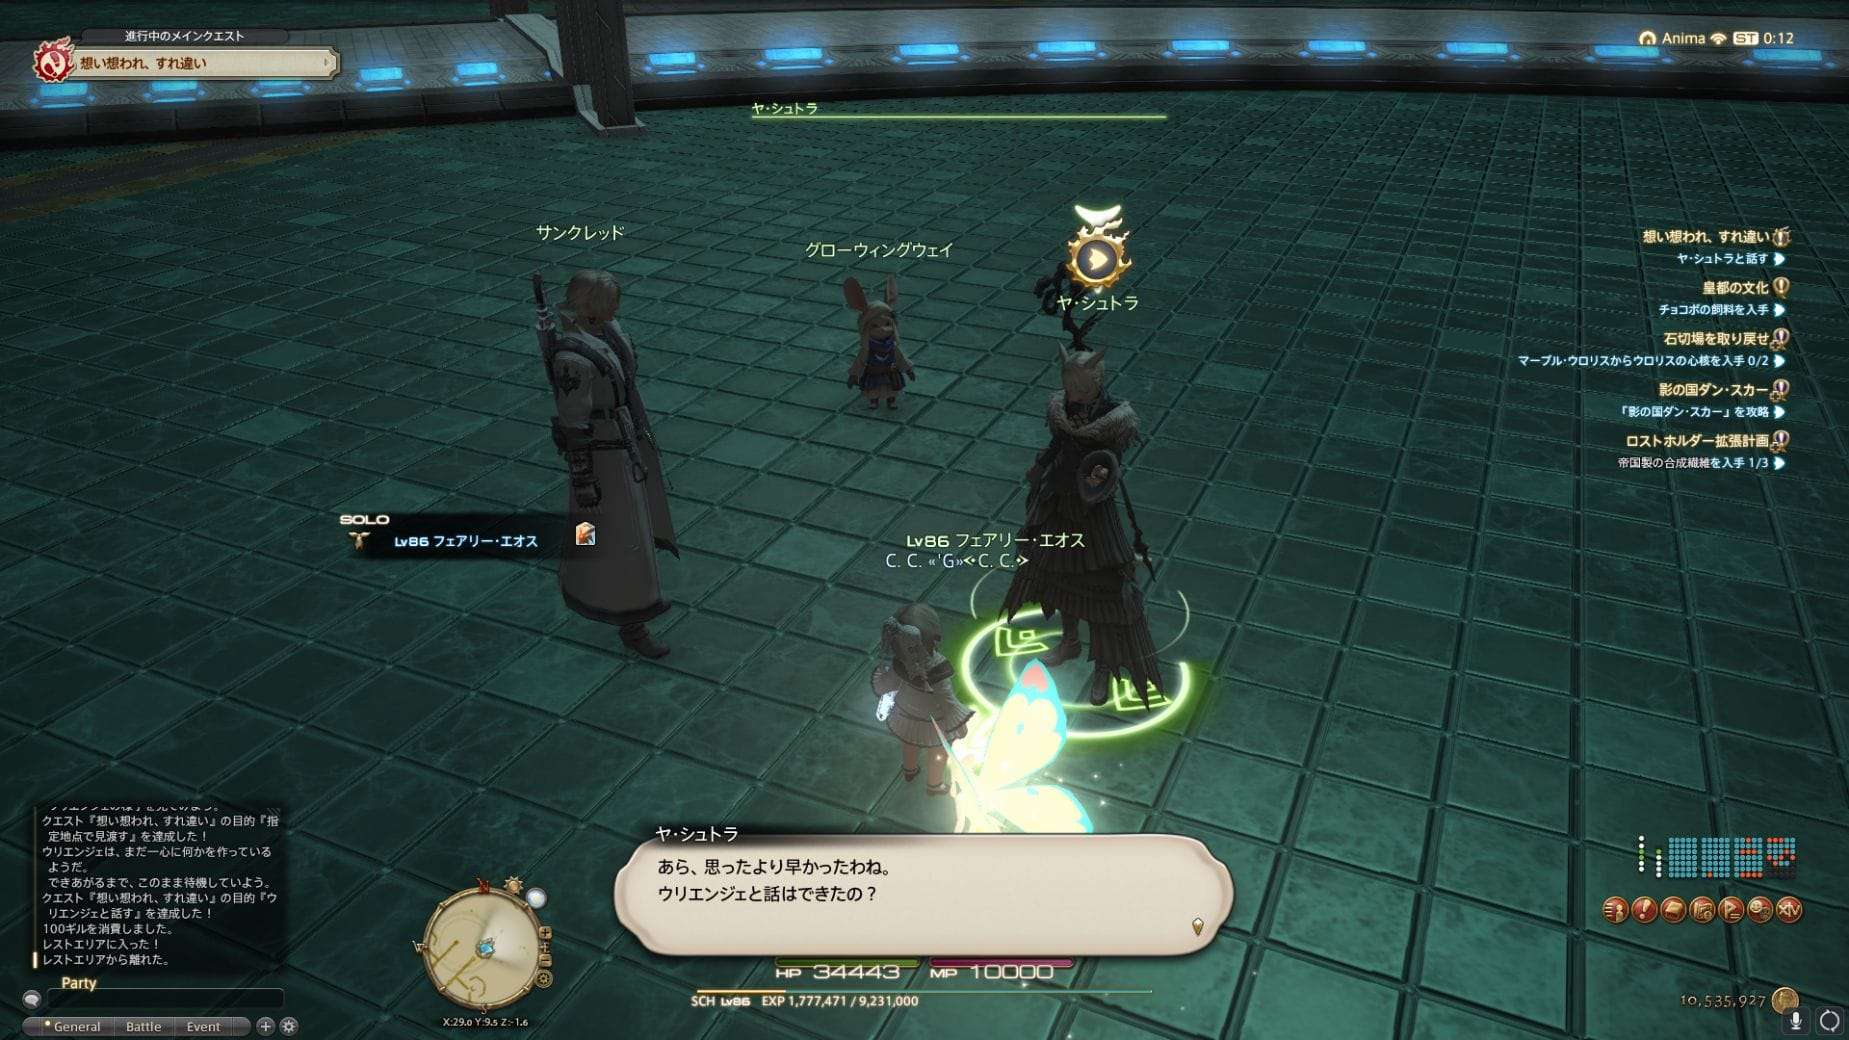 進行中のメインクエスト
想い想われ、すれ違い
Anima ST 0:12
ヤ・シュトラ
サンクレッド
グローウィングウェイ
ヤ・シュトラ
想い想われ、すれ違い
ヤ・シュトラと話す
皇都の文化
チョコボの飼料を入手
石切場を取り戻せ
マーブル・ウロリスからウロリスの心核を入手 0/2
影の国ダン・スカー
「影の国ダン・スカー」を攻略
ロストホルダー拡張計画
帝国製の合成繊維を入手 1/3
SOLO
Lv86 フェアリー・エオス
Lv86 フェアリー・エオス
C. C. «'G»<・C. C.・>
クエスト『想い想われ、すれ違い』の目的『指
定地点で見渡す』を達成した！
ウリエンジェは、まだ一心に何かを作っている
ようだ。
できあがるまで、このまま待機していよう。
クエスト『想い想われ、すれ違い』の目的『ウ
リエンジェと話す』を達成した！
100ギルを消費しました。
レストエリアに入った！
レストエリアから離れた。
Party
General Battle Event
N
W
S
X:29.0 Y:9.5 Z:-1.6
ヤ・シュトラ
あら、思ったより早かったわね。
ウリエンジェと話はできたの？
HP 34443 MP 10000
SCH Lv86 EXP 1,777,471 / 9,231,000
XIV
10,535,927